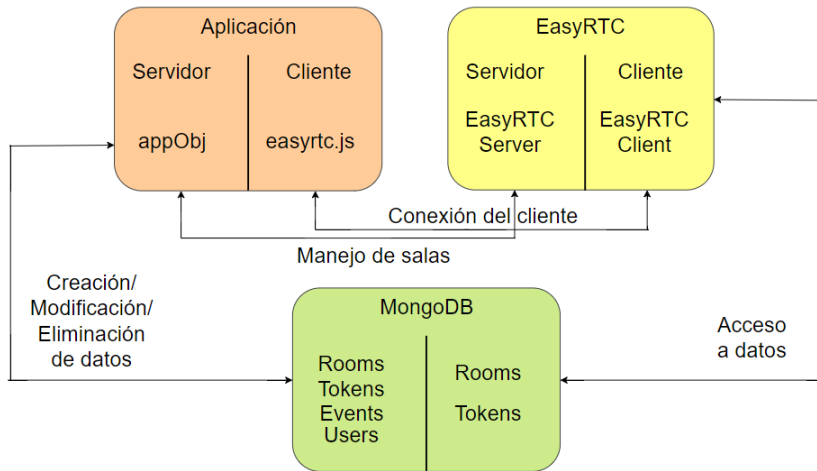 Aplicación
Servidor
Cliente
appObj
easyrtc.js
EasyRTC
Servidor
Cliente
EasyRTC
Server
EasyRTC
Client
Conexión del cliente
Manejo de salas
Creación/
Modificación/
Eliminación
de datos
MongoDB
Rooms
Tokens
Events
Users
Rooms
Tokens
Acceso
a datos